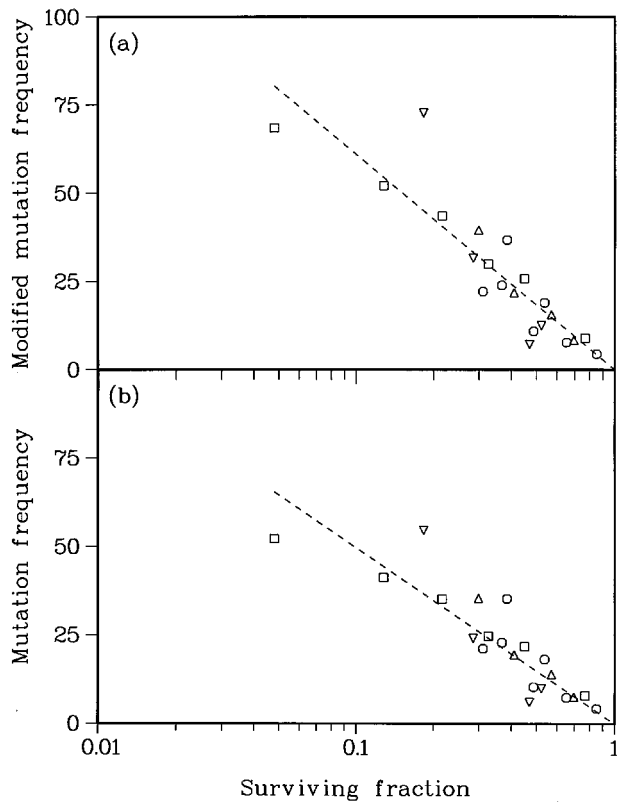 100
(a)
75
50
25
0
Modified mutation frequency
(b)
75
50
25
0
Mutation frequency
0.01
0.1
1
Surviving fraction